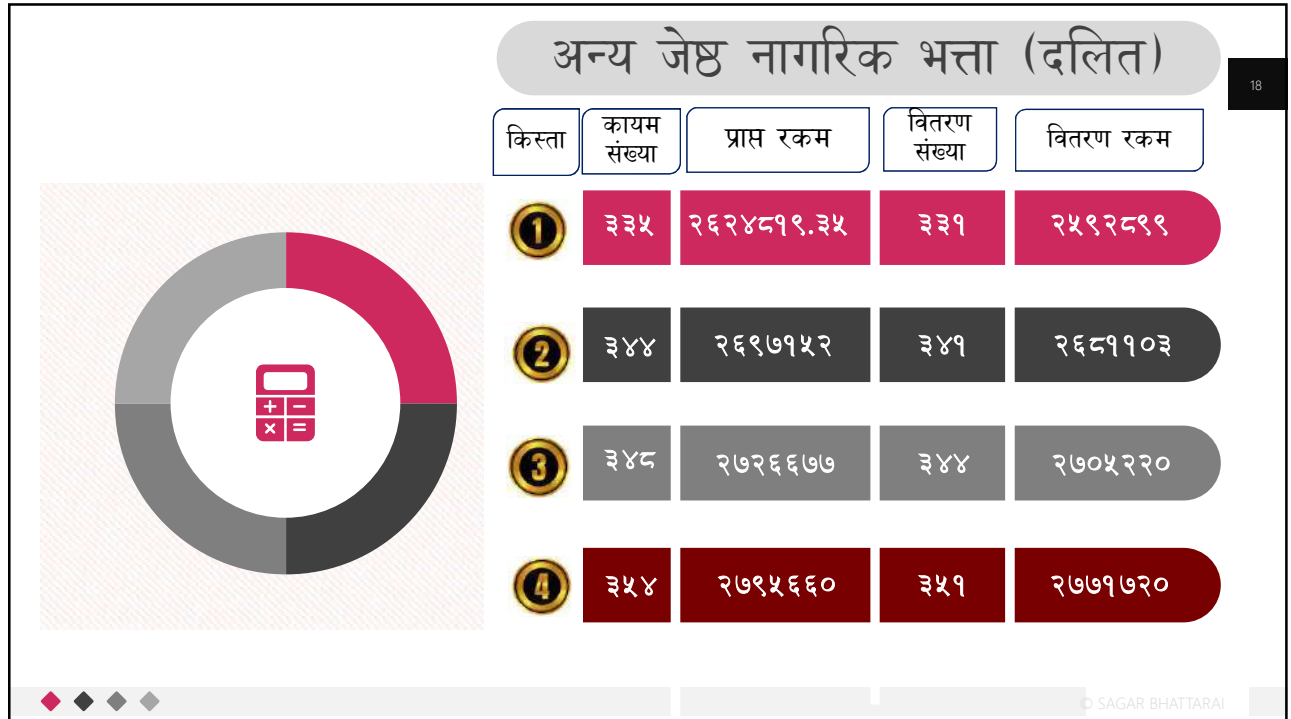 अन्य जेष्ठ नागरिक भत्ता (दलित)
18
किस्ता
कायम
संख्या
प्राप्त रकम
वितरण
संख्या
वितरण रकम
1 ३३५ २६२४८१९.३५ ३३१ २५९२८९९
2 ३४४ २६९७१५२ ३४१ २६८११०३
3 ३४८ २७२६६७७ ३४४ २७०५२२०
4 ३५४ २७९५६६० ३५१ २७७१७२०
© SAGAR BHATTARAI